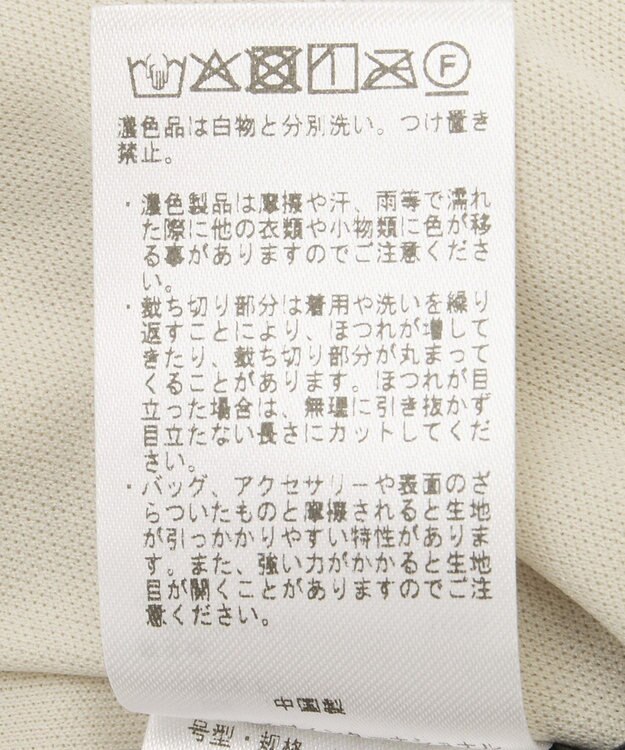 F
濃色品は白物と分別洗い。つけ置き
禁止。
・濃色製品は摩擦や汗、雨等で濡れ
た際に他の衣類や小物類に色が移
る事がありますのでご注意くださ
い。
・裁ち切り部分は着用や洗いを繰り
返すことにより、ほつれが増して
きたり、裁ち切り部分が丸まって
くることがあります。ほつれが目
立った場合は、無理に引き抜かず
目立たない長さにカットしてくだ
さい。
・バッグ、アクセサリーや表面のざ
らついたものと摩擦されると生地
が引っかかりやすい特性がありま
す。また、強い力がかかると生地
目が開くことがありますのでご注
意ください。
中国製